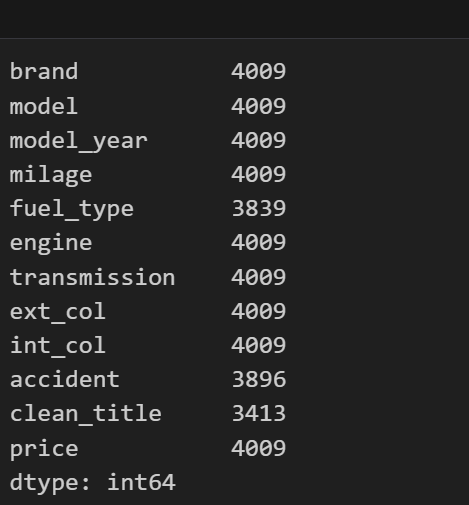 brand           4009
model           4009
model_year      4009
milage          4009
fuel_type       3839
engine          4009
transmission    4009
ext_col         4009
int_col         4009
accident        3896
clean_title     3413
price           4009
dtype: int64